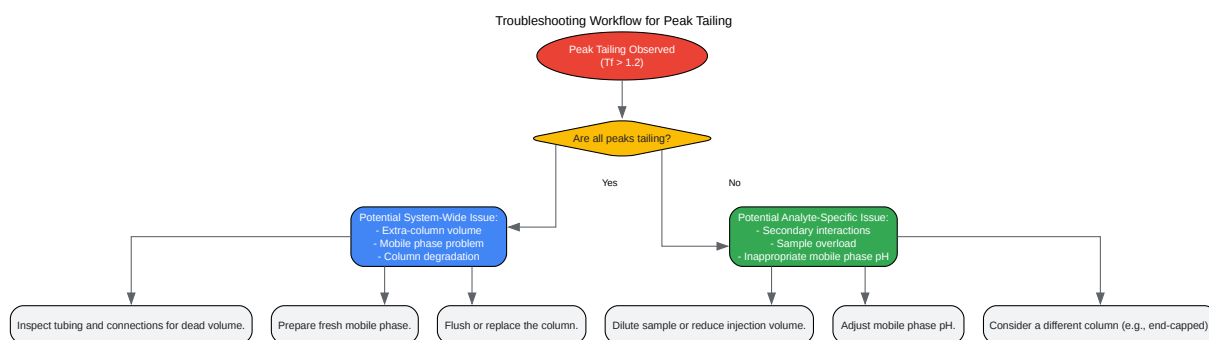 Troubleshooting Workflow for Peak Tailing
Peak Tailing Observed
(Tf > 1.2)
Are all peaks tailing?
Yes
No
Potential System-Wide Issue:
- Extra-column volume
- Mobile phase problem
- Column degradation
Potential Analyte-Specific Issue:
- Secondary interactions
- Sample overload
- Inappropriate mobile phase pH
Inspect tubing and connections for dead volume.
Prepare fresh mobile phase.
Flush or replace the column.
Dilute sample or reduce injection volume.
Adjust mobile phase pH.
Consider a different column (e.g., end-capped)